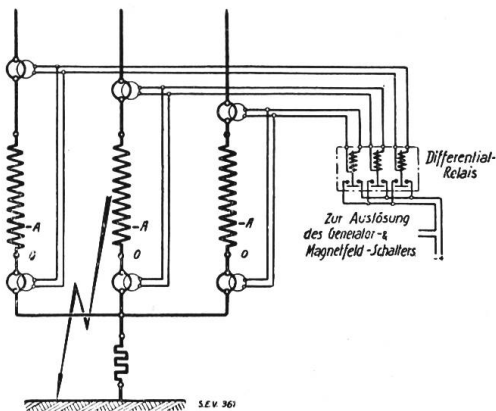 Differential-
Relais
Zur Auslösung
des Generator-&
Magnetfeld-Schalters
-A
-A
-A
0
0
0
S.E.V. 361